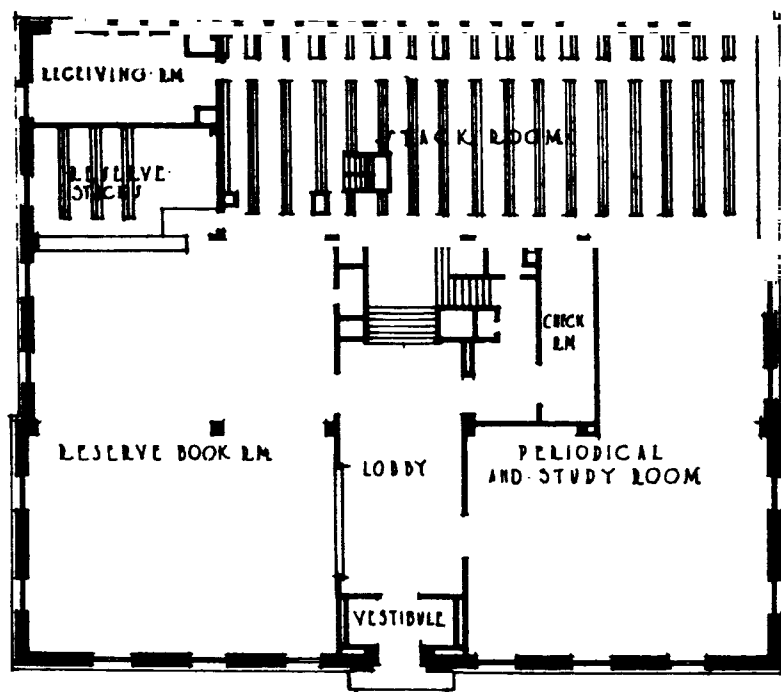 RECEIVING · RM
STACK ROOM
RESERVE ·
STACKS
CHECK
RM
RESERVE BOOK RM
LOBBY
PERIODICAL
AND · STUDY ROOM
VESTIBULE